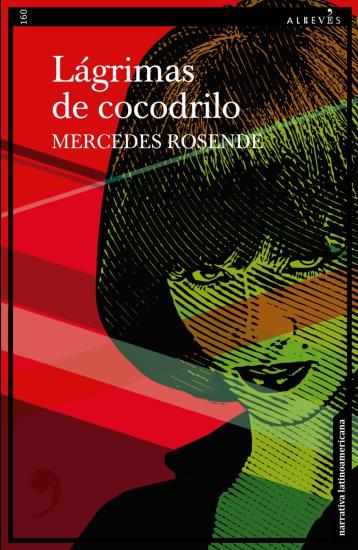 160
ALREVÉS
Lágrimas
de cocodrilo
MERCEDES ROSENDE
narrativa latinoamericana